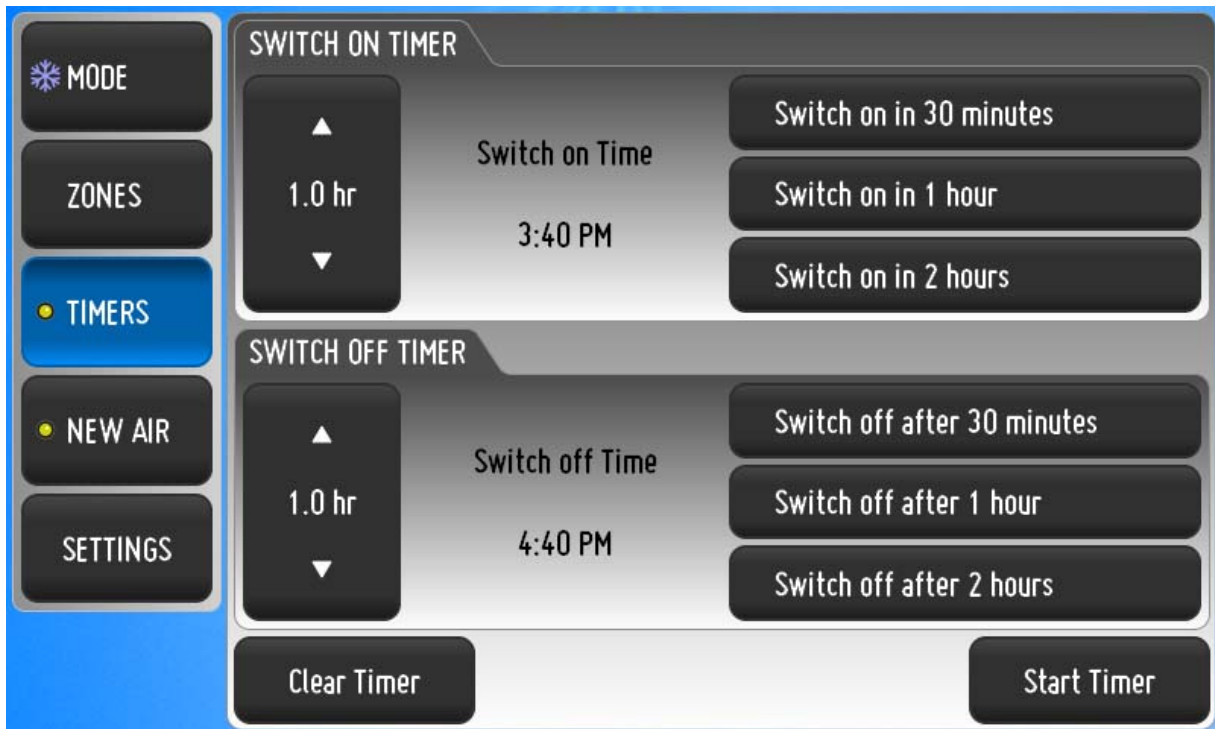 MODE
ZONES
TIMERS
NEW AIR
SETTINGS
SWITCH ON TIMER
1.0 hr
Switch on Time
3:40 PM
Switch on in 30 minutes
Switch on in 1 hour
Switch on in 2 hours
SWITCH OFF TIMER
1.0 hr
Switch off Time
4:40 PM
Switch off after 30 minutes
Switch off after 1 hour
Switch off after 2 hours
Clear Timer
Start Timer